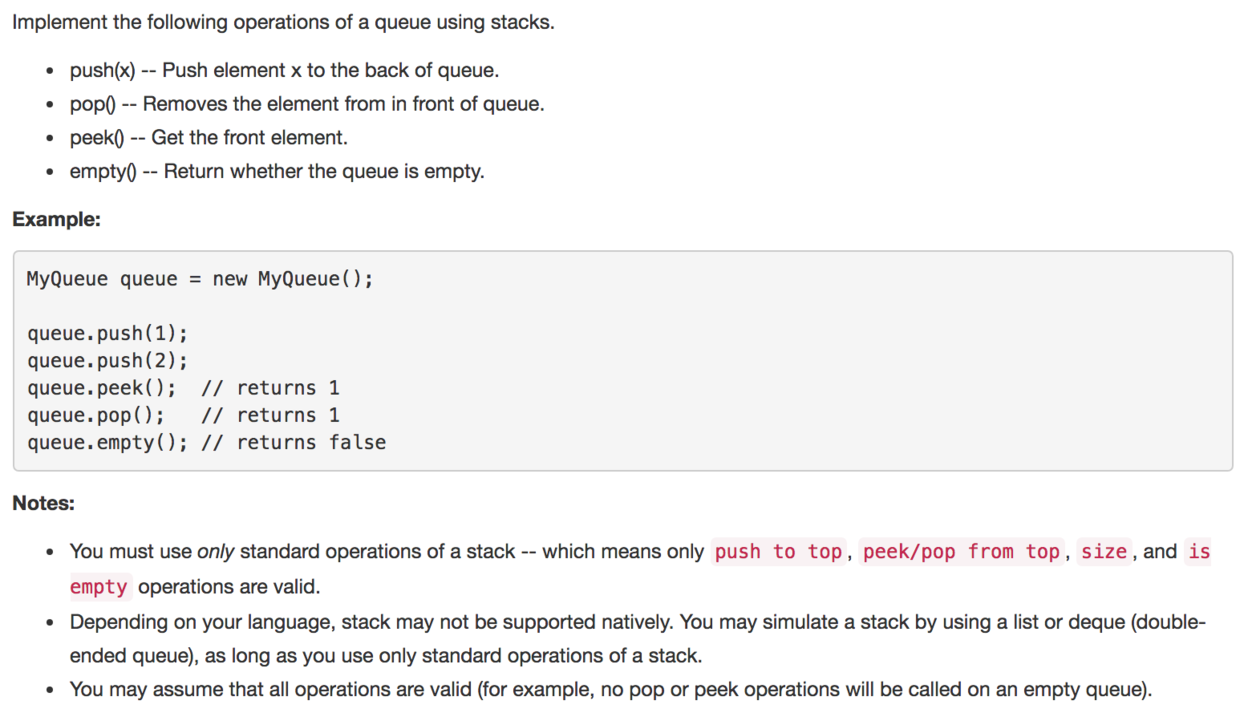 Implement the following operations of a queue using stacks.
• push(x) -- Push element x to the back of queue.
• pop() -- Removes the element from in front of queue.
• peek() -- Get the front element.
• empty() -- Return whether the queue is empty.
Example:
MyQueue queue = new MyQueue();
queue.push(1);
queue.push(2);
queue.peek();  // returns 1
queue.pop();   // returns 1
queue.empty(); // returns false
Notes:
• You must use only standard operations of a stack -- which means only push to top, peek/pop from top, size, and is
empty operations are valid.
• Depending on your language, stack may not be supported natively. You may simulate a stack by using a list or deque (double-
ended queue), as long as you use only standard operations of a stack.
• You may assume that all operations are valid (for example, no pop or peek operations will be called on an empty queue).